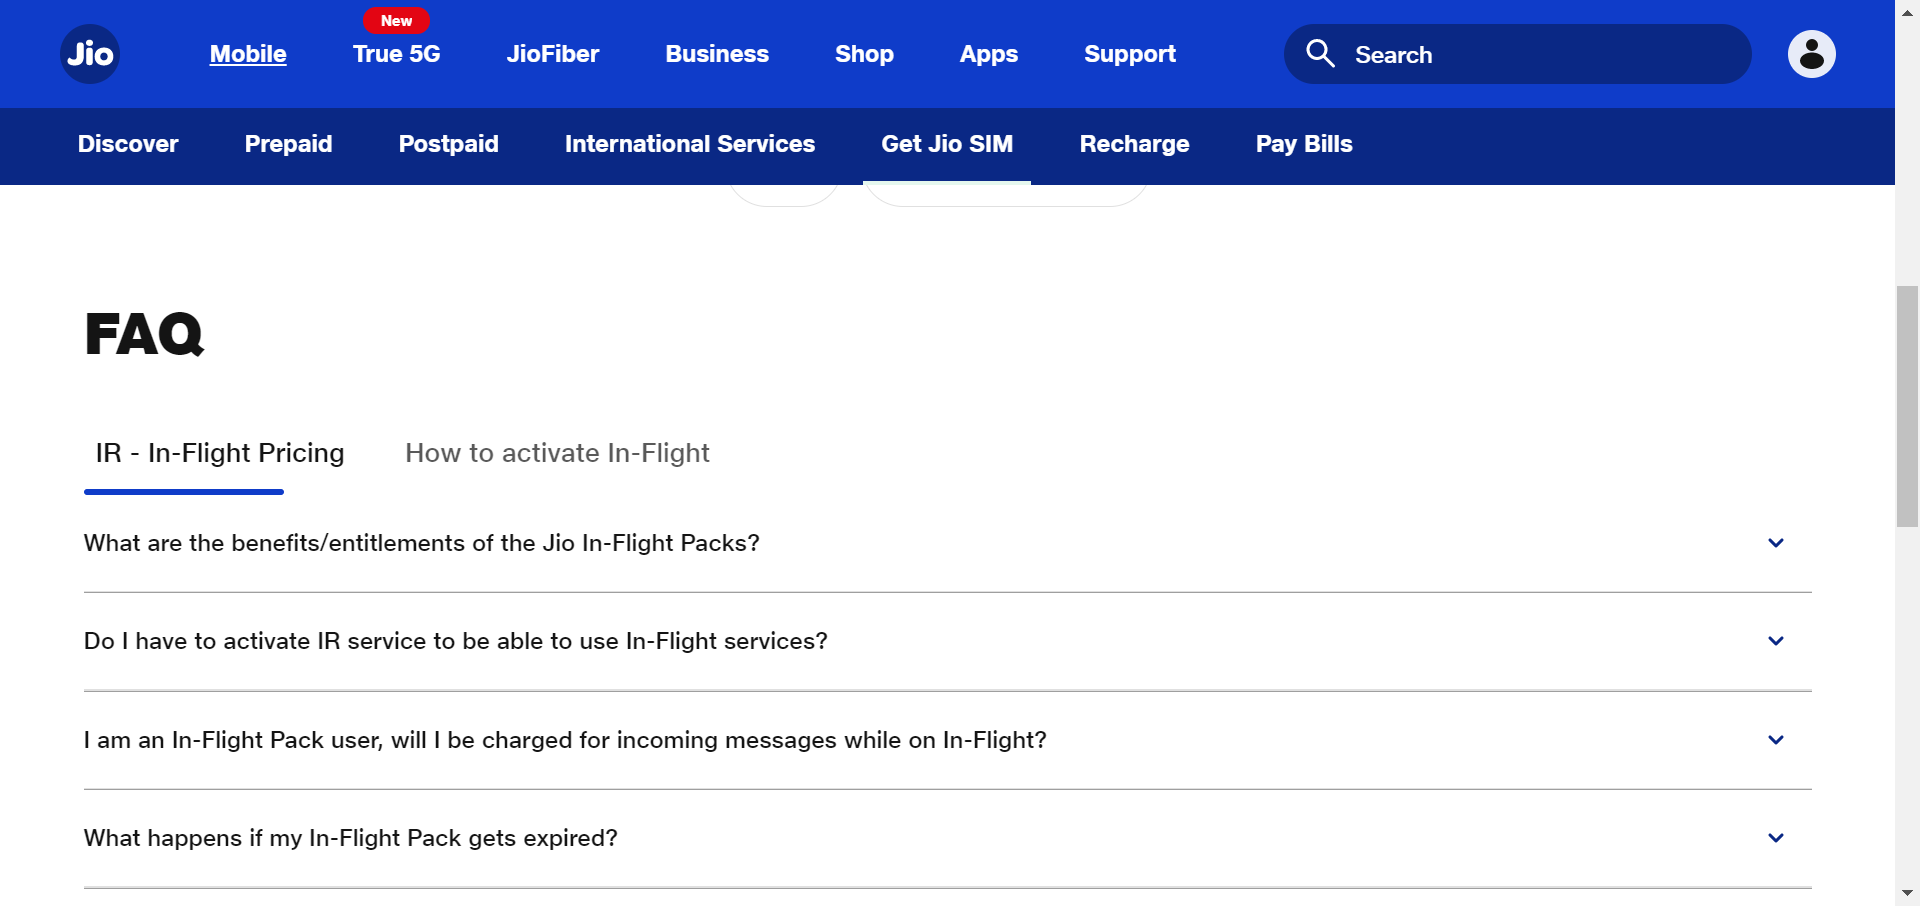 New
Jio Mobile True 5G JioFiber Business Shop Apps Support Search
Discover Prepaid Postpaid International Services Get Jio SIM Recharge Pay Bills
FAQ
IR - In-Flight Pricing How to activate In-Flight
What are the benefits/entitlements of the Jio In-Flight Packs?
Do I have to activate IR service to be able to use In-Flight services?
I am an In-Flight Pack user, will I be charged for incoming messages while on In-Flight?
What happens if my In-Flight Pack gets expired?